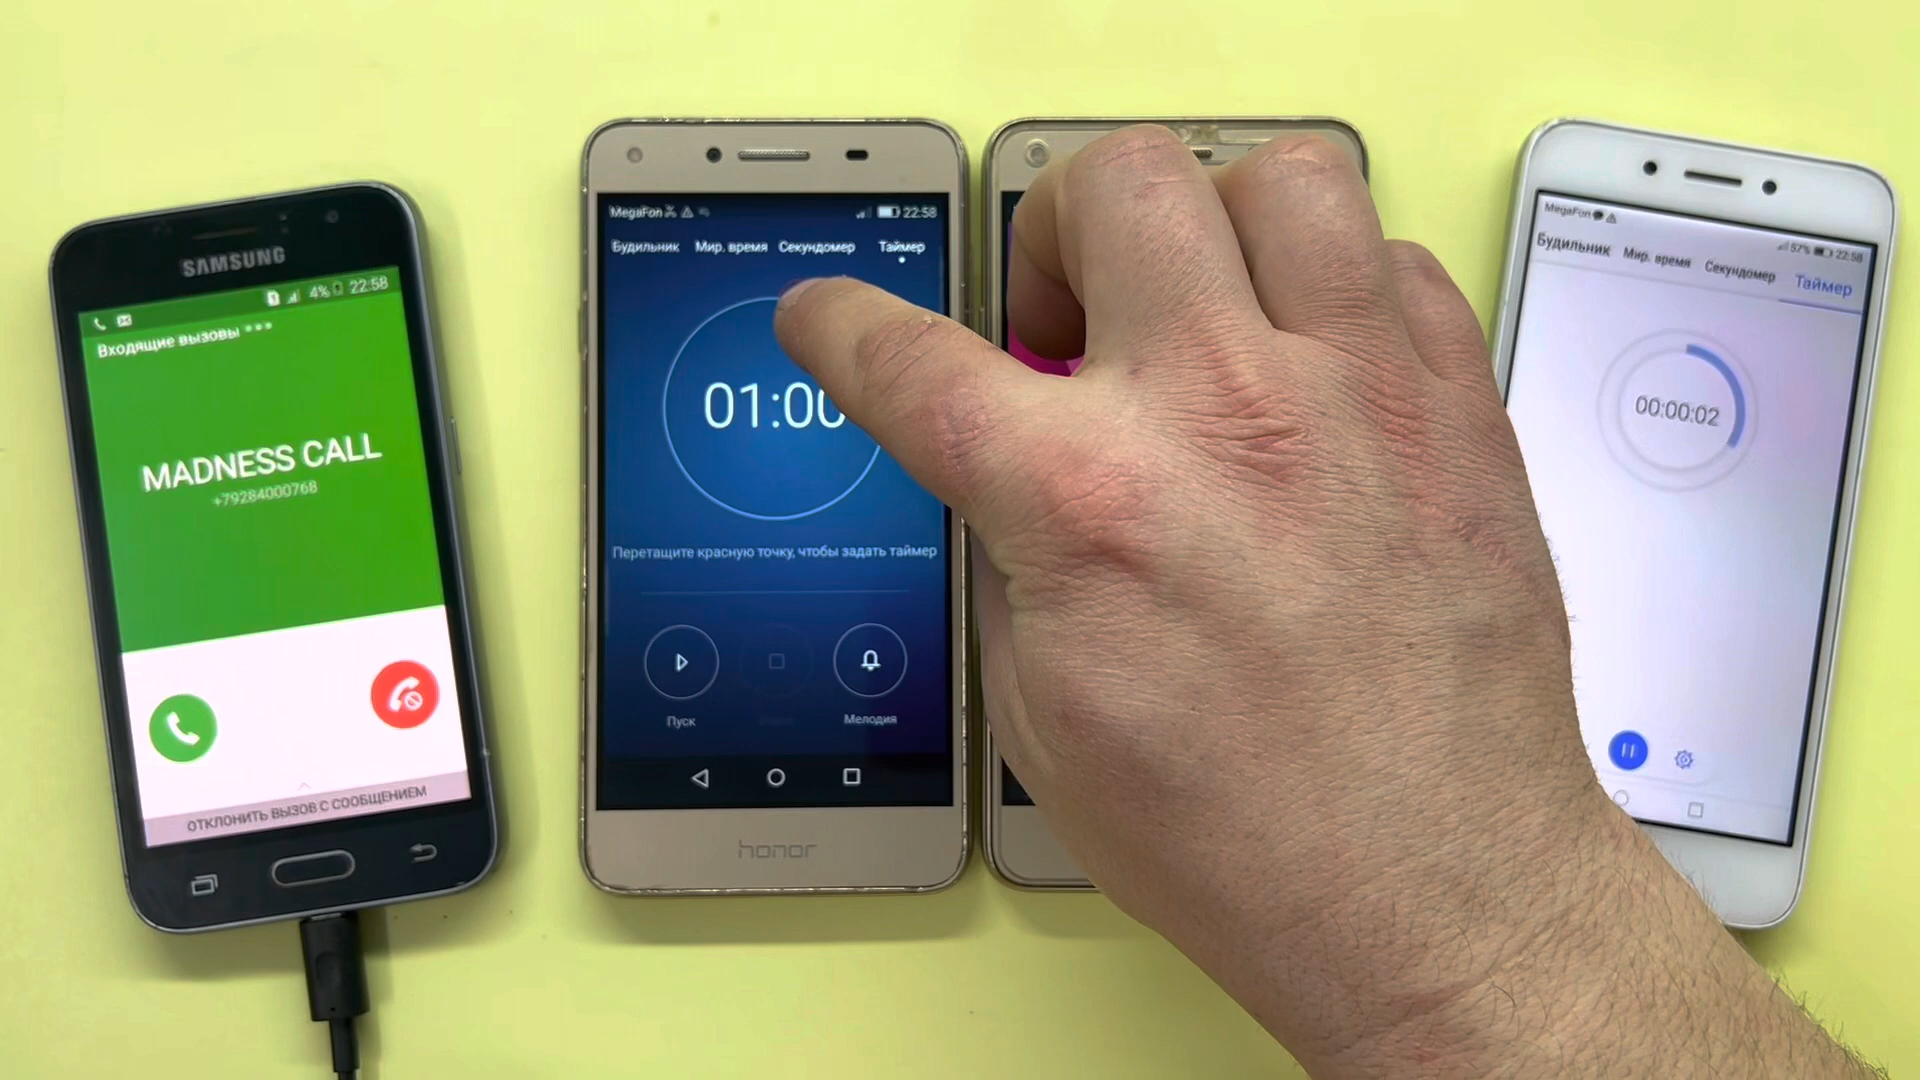 SAMSUNG
4% 22:58
Входящие вызовы
MADNESS CALL
+79284000768
ОТКЛОНИТЬ ВЫЗОВ С СООБЩЕНИЕМ
MegaFon 22:58
Будильник Мир. время Секундомер Таймер
01:00
Перетащите красную точку, чтобы задать таймер
Пуск Мелодия
honor
MegaFon 57% 22:58
Будильник Мир. время Секундомер Таймер
00:00:02